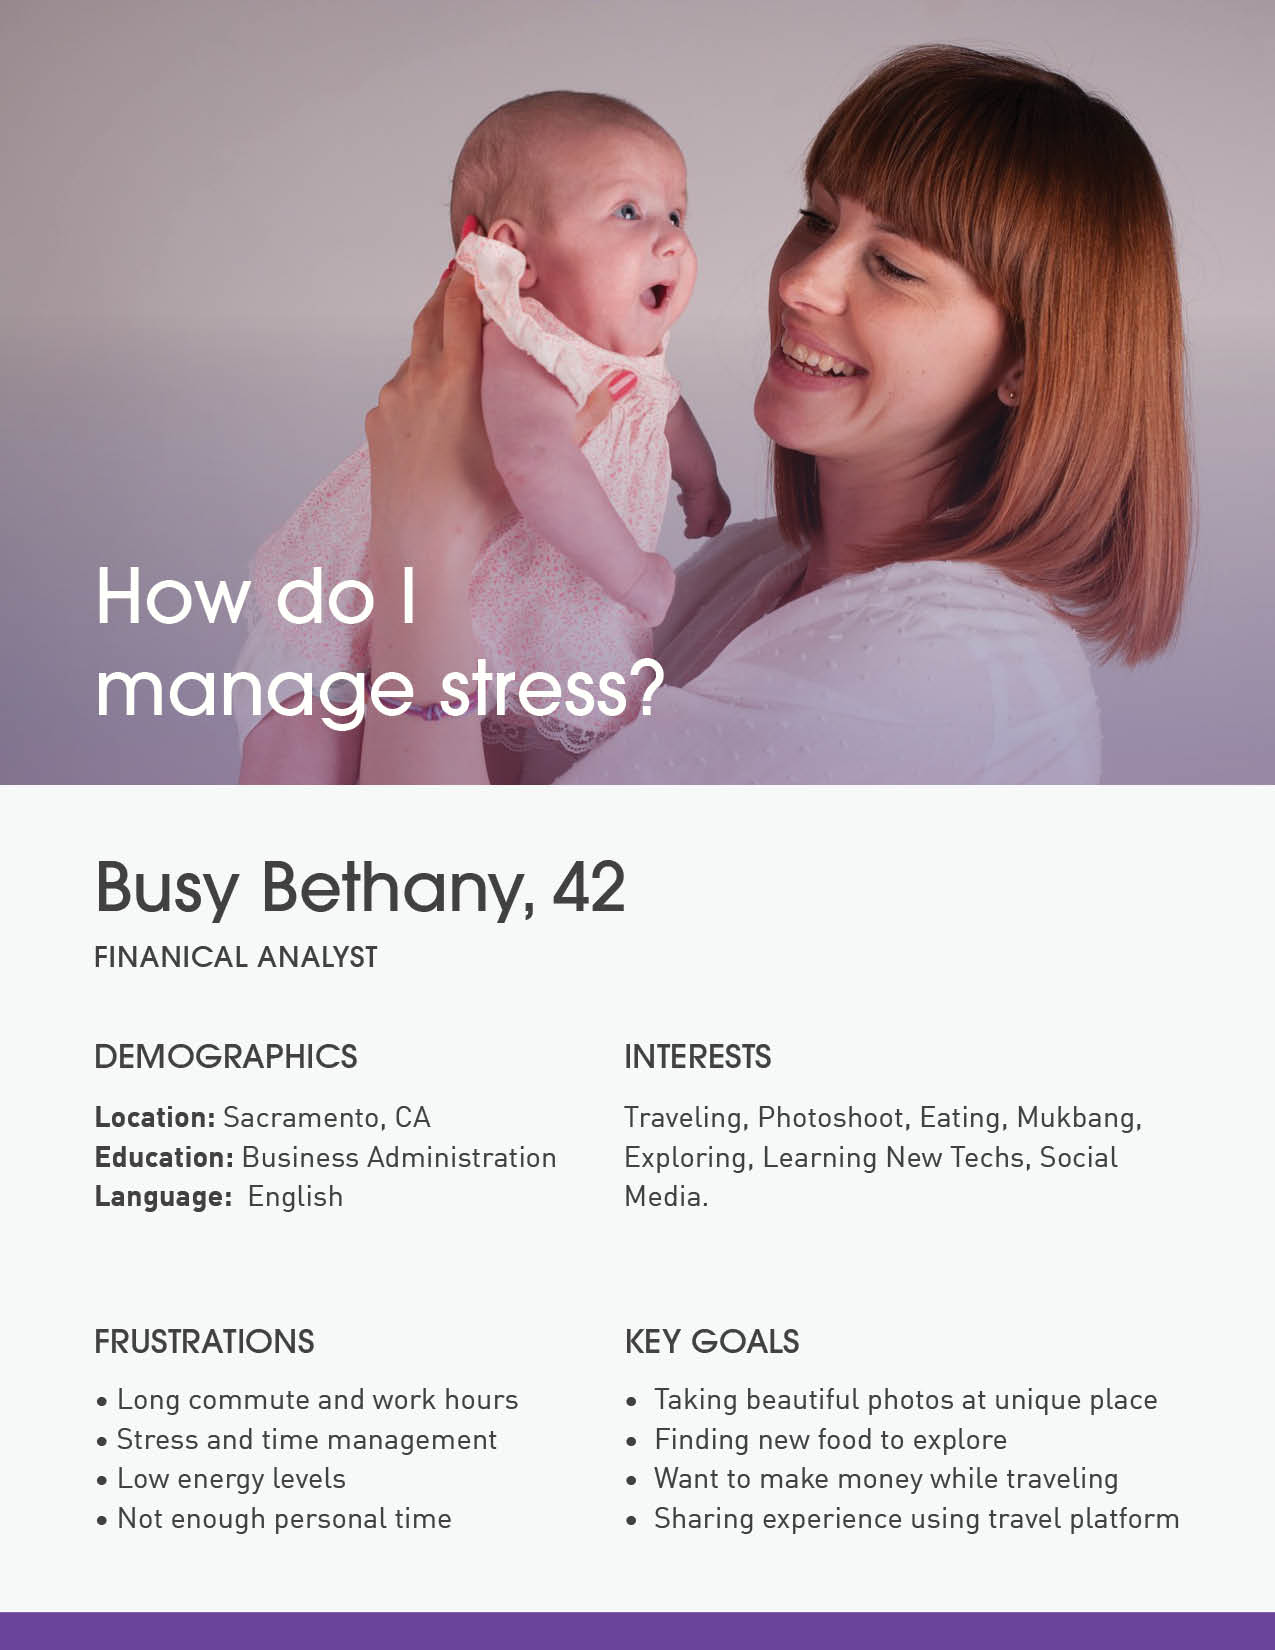 How do I
manage stress?
Busy Bethany, 42
FINANICAL ANALYST
DEMOGRAPHICS
Location: Sacramento, CA
Education: Business Administration
Language:  English
INTERESTS
Traveling, Photoshoot, Eating, Mukbang,
Exploring, Learning New Techs, Social
Media.
FRUSTRATIONS
• Long commute and work hours
• Stress and time management
• Low energy levels
• Not enough personal time
KEY GOALS
• Taking beautiful photos at unique place
• Finding new food to explore
• Want to make money while traveling
• Sharing experience using travel platform